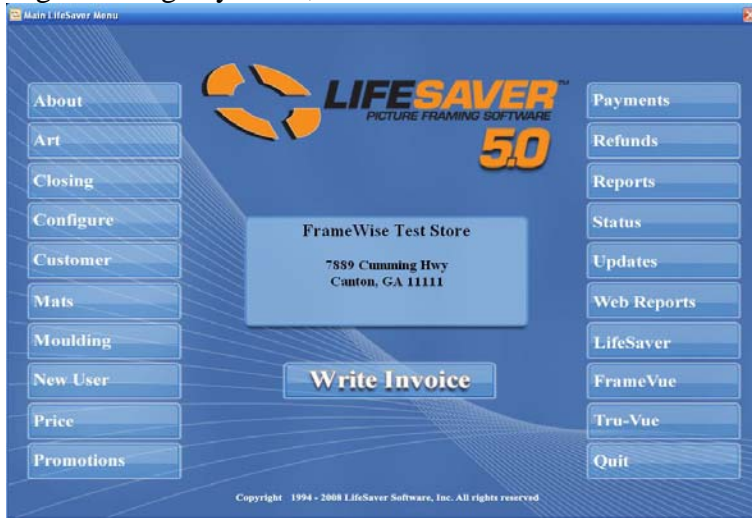 Main LifeSaver Menu
About
Art
Closing
Configure
Customer
Mats
Moulding
New User
Price
Promotions
LIFESAVER™
PICTURE FRAMING SOFTWARE
5.0
FrameWise Test Store
7889 Cumming Hwy
Canton, GA 11111
Write Invoice
Payments
Refunds
Reports
Status
Updates
Web Reports
LifeSaver
FrameVue
Tru-Vue
Quit
Copyright 1994 - 2008 LifeSaver Software, Inc. All rights reserved